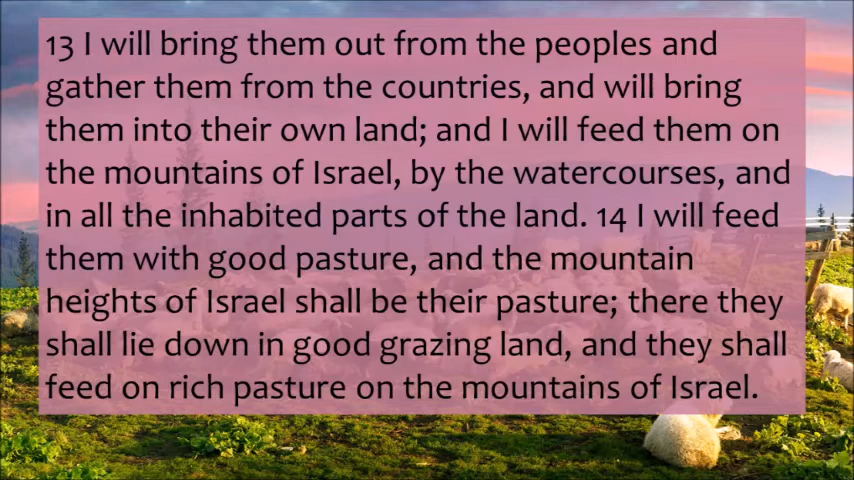 13 I will bring them out from the peoples and
gather them from the countries, and will bring
them into their own land; and I will feed them on
the mountains of Israel, by the watercourses, and
in all the inhabited parts of the land. 14 I will feed
them with good pasture, and the mountain
heights of Israel shall be their pasture; there they
shall lie down in good grazing land, and they shall
feed on rich pasture on the mountains of Israel.